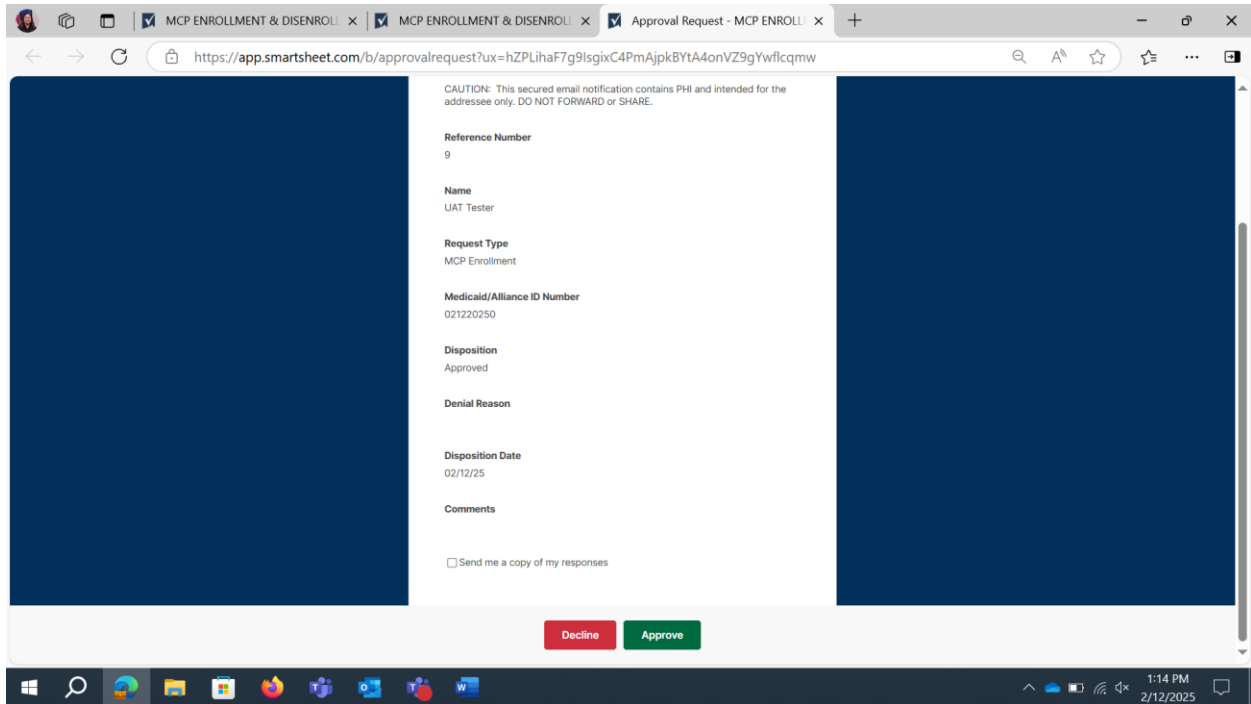 MCP ENROLLMENT & DISENROLL
MCP ENROLLMENT & DISENROLL
Approval Request - MCP ENROLL
https://app.smartsheet.com/b/approvalrequest?ux=hZPLihaF7g9IsgixC4PmAjpkBYtA4onVZ9gYwflcqmw
CAUTION: This secured email notification contains PHI and intended for the
addressee only. DO NOT FORWARD or SHARE.
Reference Number
9
Name
UAT Tester
Request Type
MCP Enrollment
Medicaid/Alliance ID Number
021220250
Disposition
Approved
Denial Reason
Disposition Date
02/12/25
Comments
Send me a copy of my responses
Decline
Approve
1:14 PM
2/12/2025